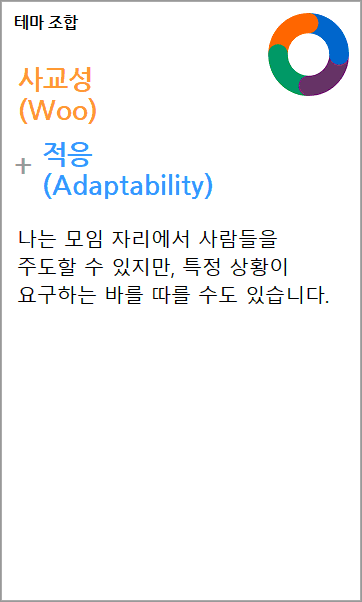 테마 조합
사교성
(Woo)
+ 적응
(Adaptability)
나는 모임 자리에서 사람들을
주도할 수 있지만, 특정 상황이
요구하는 바를 따를 수도 있습니다.